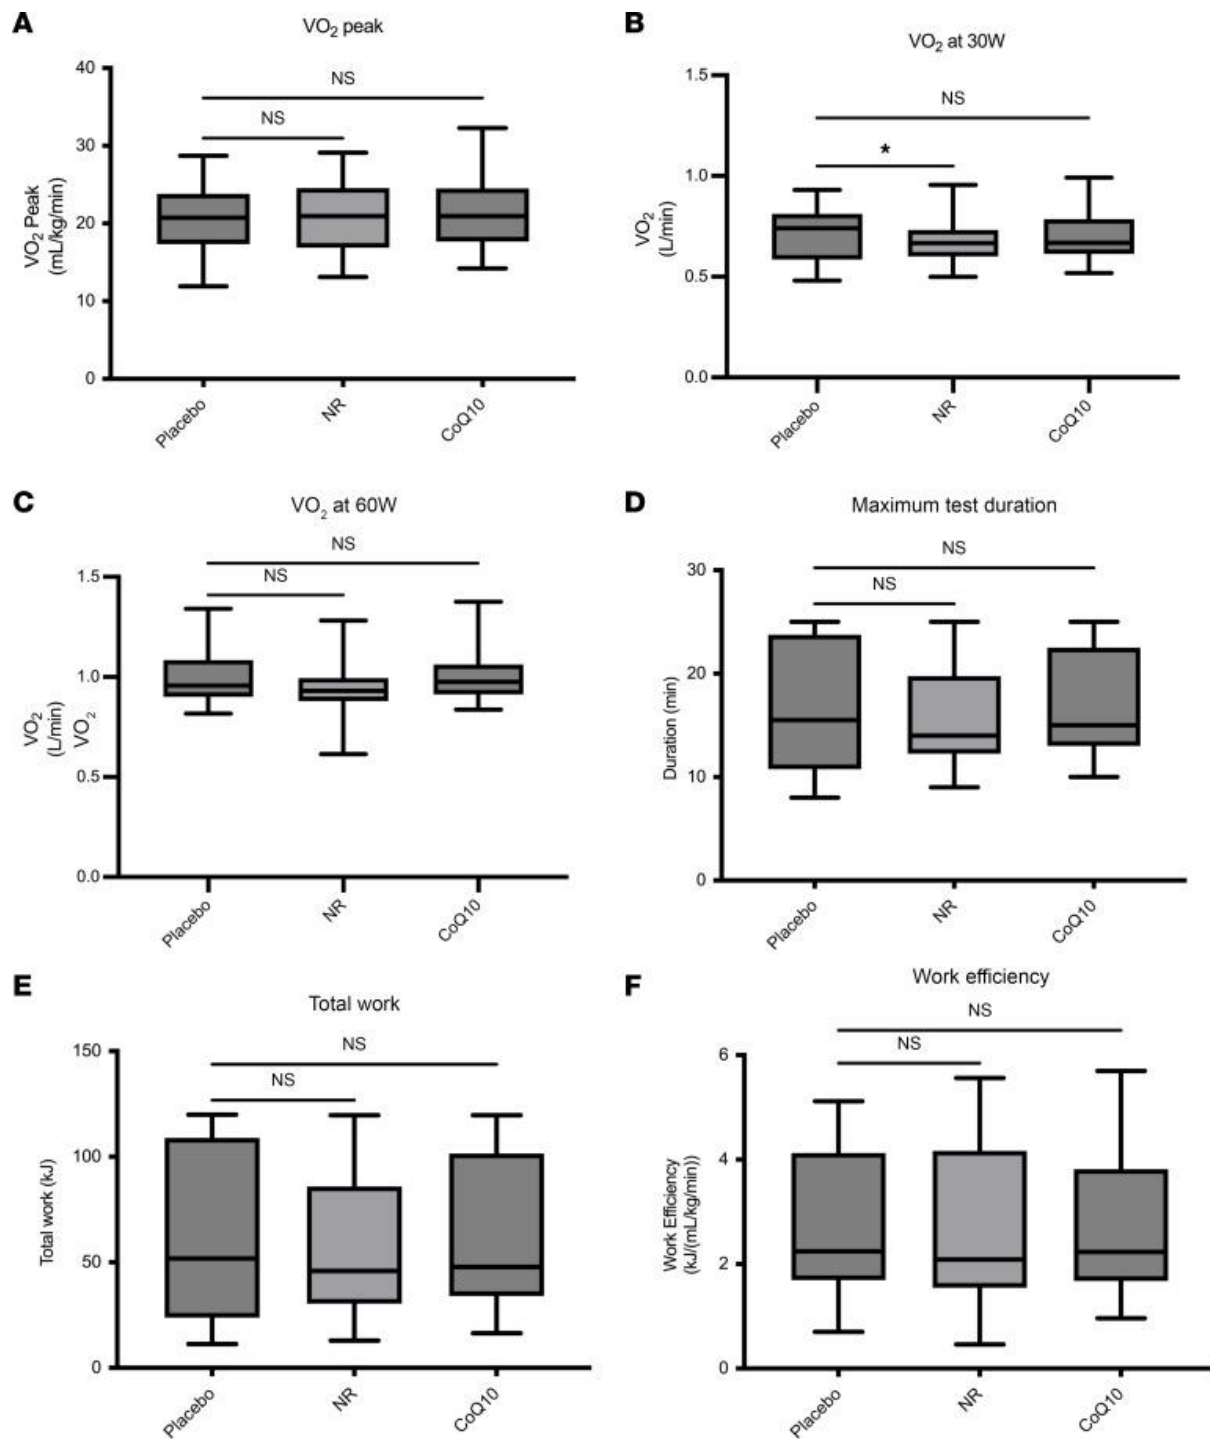 A
VO₂ peak
VO₂ Peak
(mL/kg/min)
40
30
20
10
0
NS
NS
Placebo
NR
CoQ10
B
VO₂ at 30W
VO₂
(L/min)
1.5
1.0
0.5
0.0
NS
*
Placebo
NR
CoQ10
C
VO₂ at 60W
VO₂
(L/min)
VO₂
1.5
1.0
0.5
0.0
NS
NS
Placebo
NR
CoQ10
D
Maximum test duration
Duration (min)
30
20
10
0
NS
NS
Placebo
NR
CoQ10
E
Total work
Total work (kJ)
150
100
50
0
NS
NS
Placebo
NR
CoQ10
F
Work efficiency
Work Efficiency
(kJ/(mL/kg/min))
6
4
2
0
NS
NS
Placebo
NR
CoQ10